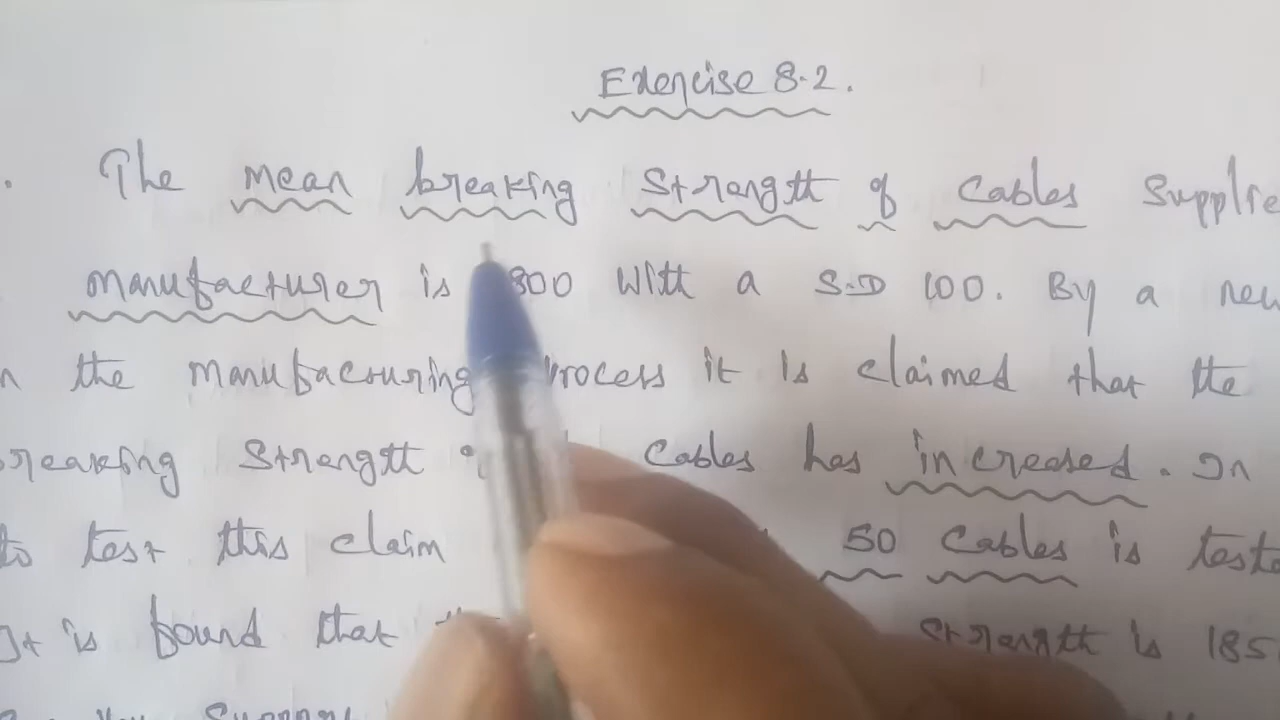 Exercise 8.2.
The mean breaking strength of cables supplie
manufacturer is 800 with a S.D 100. By a new
n the manufacturing process it is claimed that the
breaking strength cables has increased. In
to test this claim 50 cables is teste
It is found that strength is 185